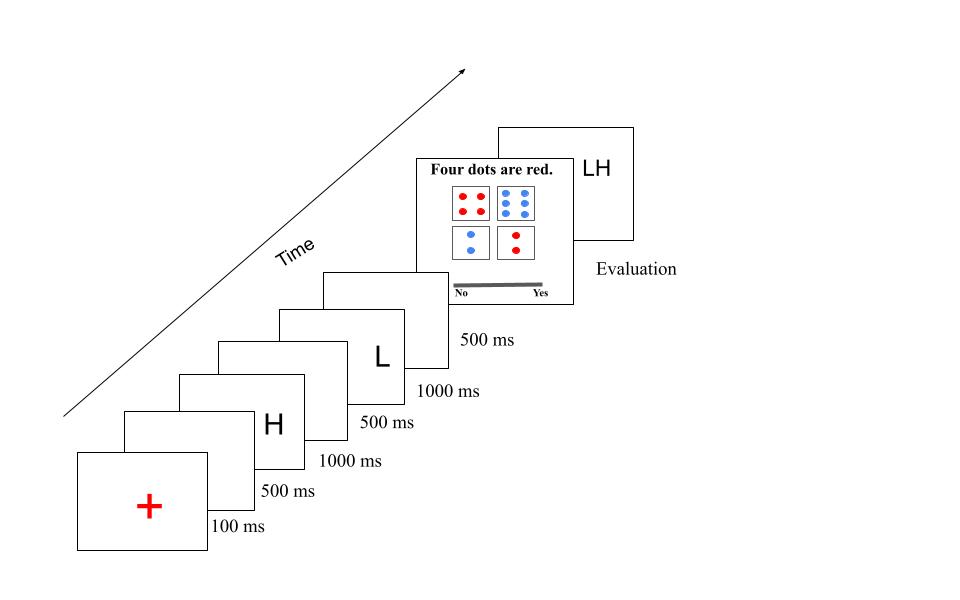 Four dots are red.
LH
Time
Evaluation
No Yes
500 ms
L
1000 ms
500 ms
H
1000 ms
500 ms
100 ms